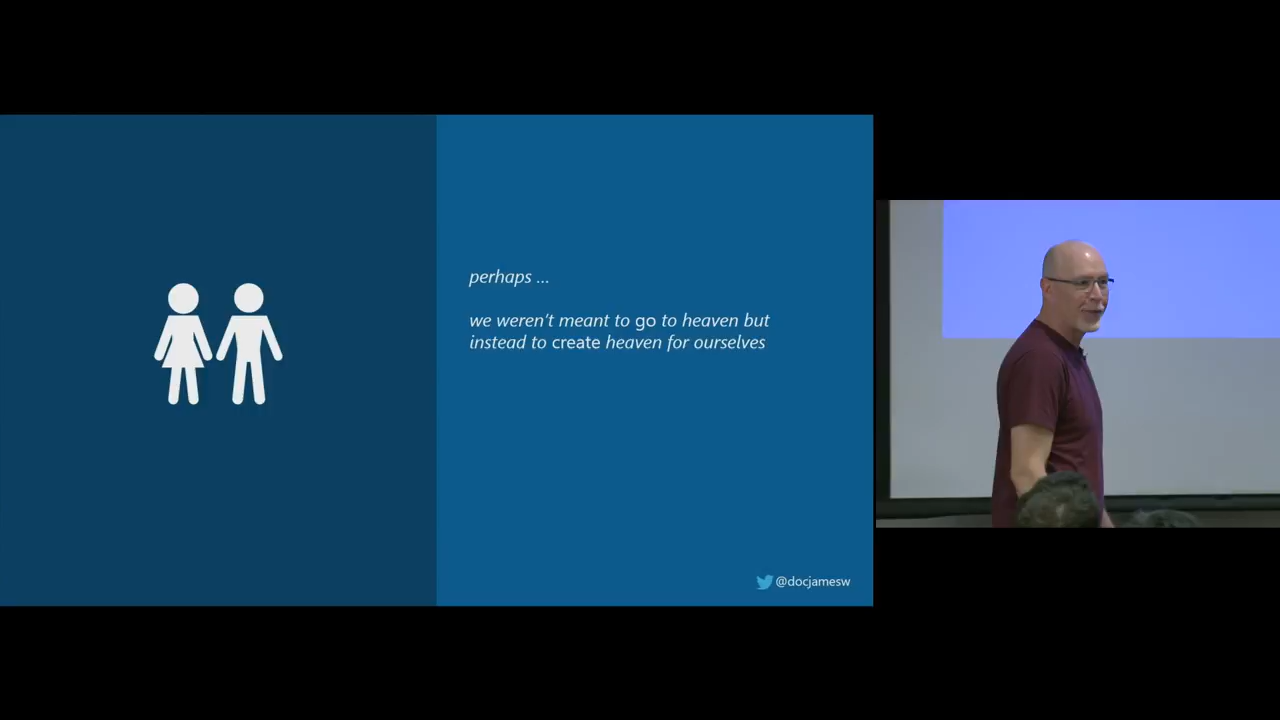 perhaps ...
we weren't meant to go to heaven but
instead to create heaven for ourselves
@docjamesw